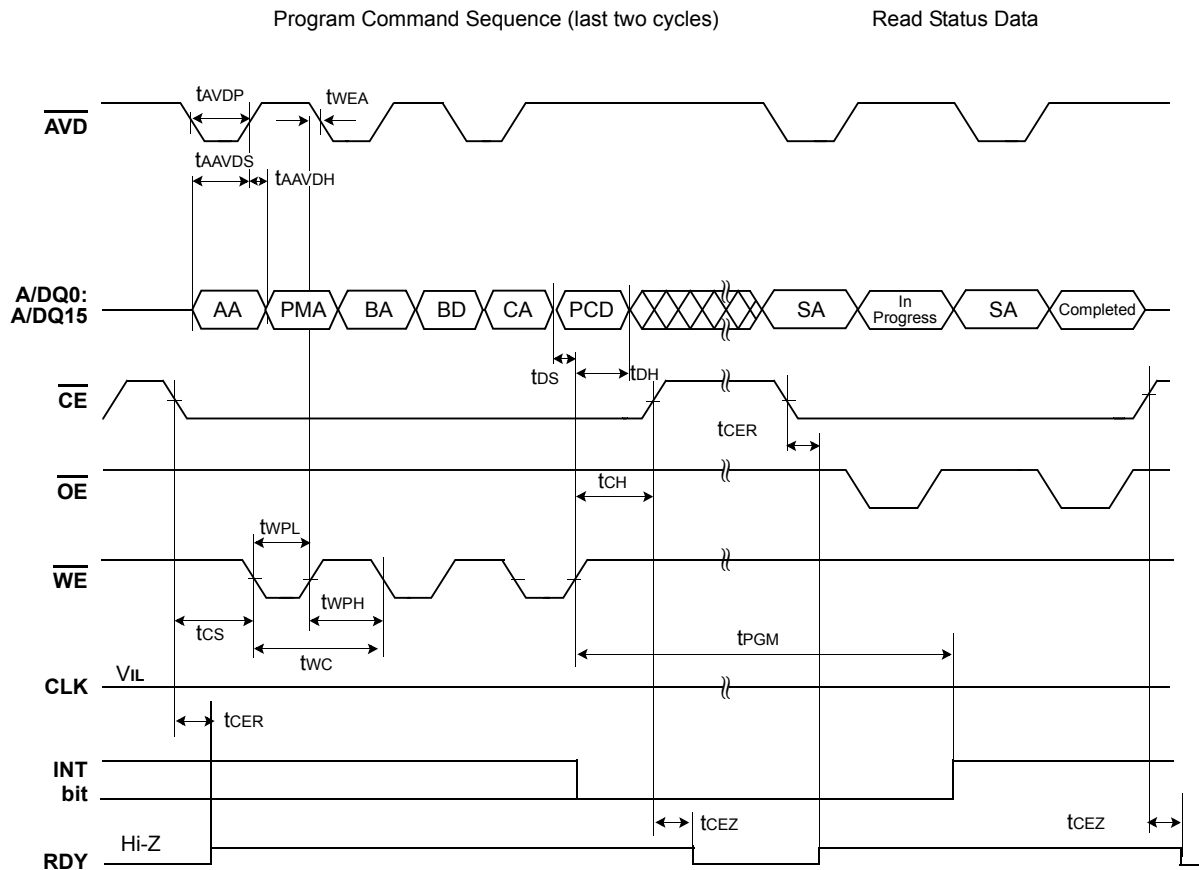 Program Command Sequence (last two cycles) Read Status Data
tAVDP tWEA
AVD
tAAVDS
tAAVDH
A/DQ0:
A/DQ15
AA PMA BA BD CA PCD SA In Progress SA Completed
tDS tDH
CE
tCER
OE
tCH
tWPL
WE
tWPH
tCS
tWC
tPGM
CLK VIL
tCER
INT
bit
tCEZ tCEZ
Hi-Z
RDY